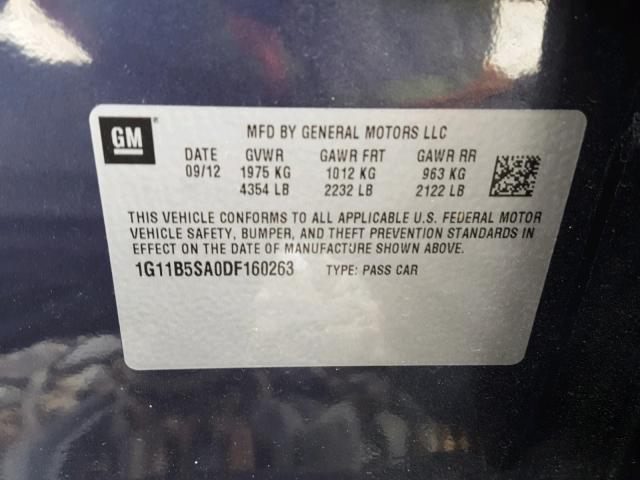 GM
MFD BY GENERAL MOTORS LLC
DATE GVWR GAWR FRT GAWR RR
09/12 1975 KG 1012 KG 963 KG
4354 LB 2232 LB 2122 LB
THIS VEHICLE CONFORMS TO ALL APPLICABLE U.S. FEDERAL MOTOR
VEHICLE SAFETY, BUMPER, AND THEFT PREVENTION STANDARDS IN
EFFECT ON THE DATE OF MANUFACTURE SHOWN ABOVE.
1G11B5SA0DF160263 TYPE: PASS CAR